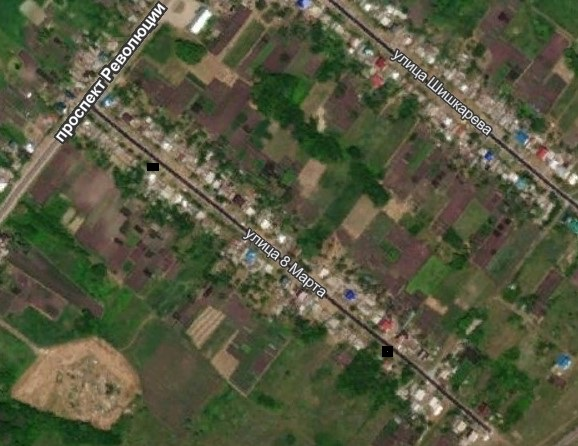 проспект Революции
улица Шишкарева
улица 8 Марта